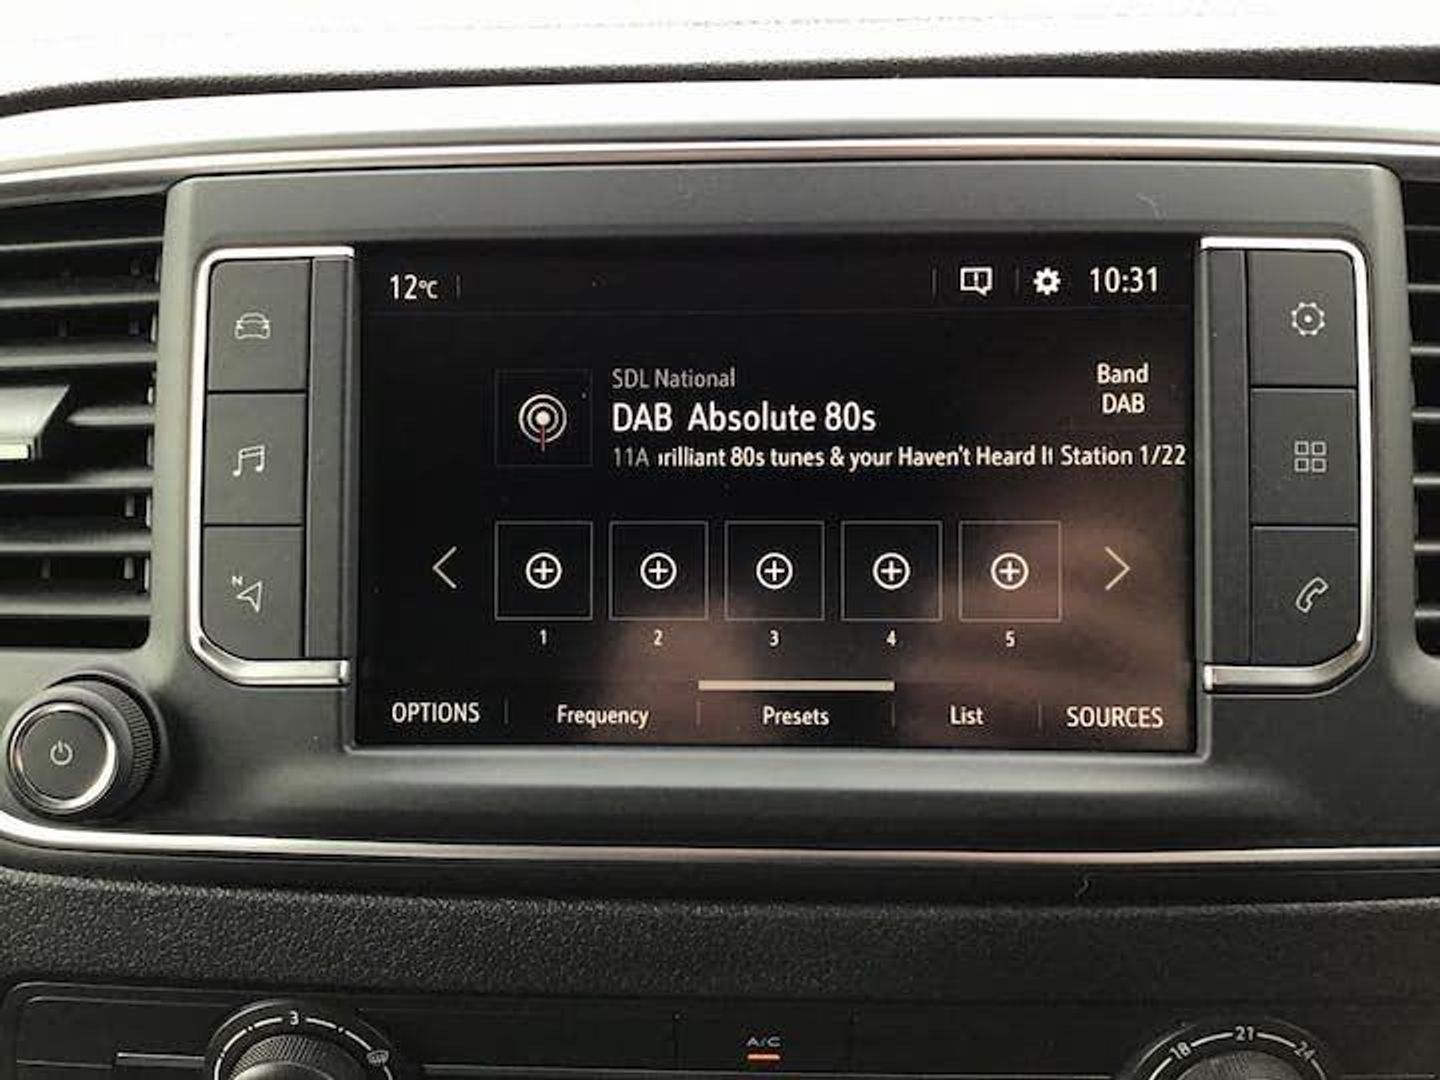 12°C
10:31
SDL National
Band
DAB
DAB Absolute 80s
11A rilliant 80s tunes & your Haven't Heard It Station 1/22
N
1 2 3 4 5
OPTIONS Frequency Presets List SOURCES
3
A/C
18 21 24